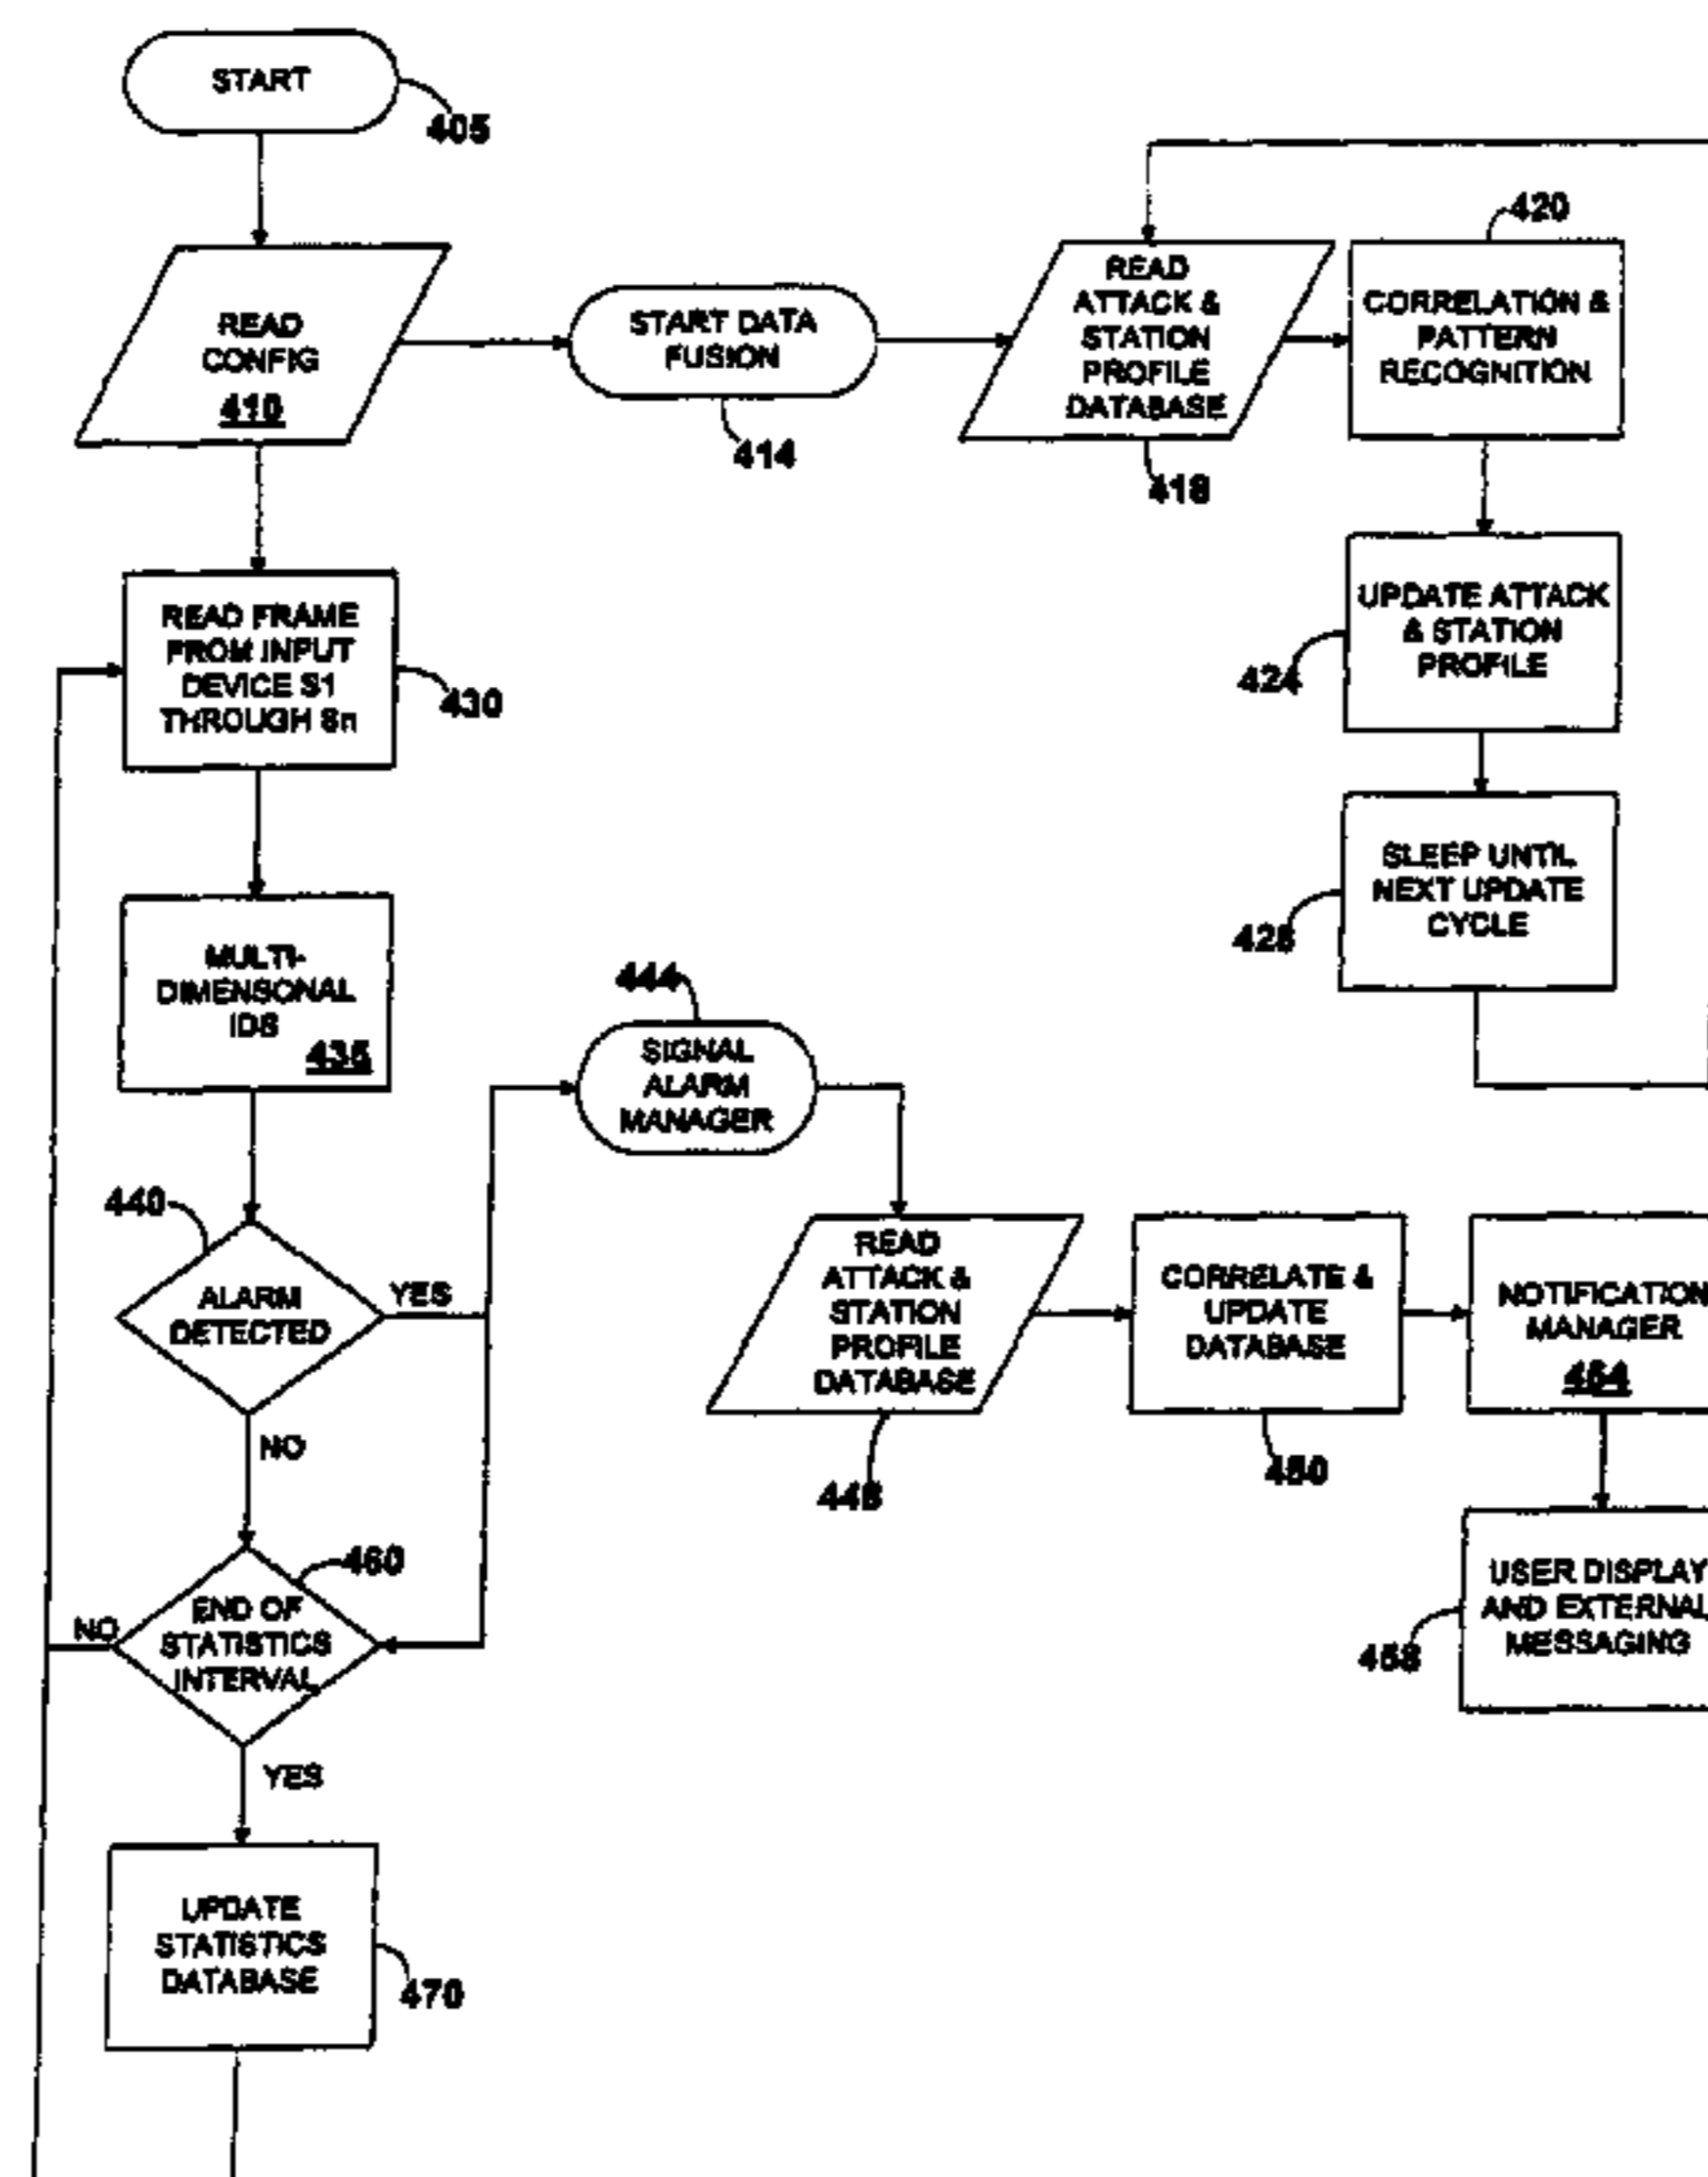 START
405
READ
CONFIG
410
START DATA
FUSION
414
READ
ATTACK &
STATION
PROFILE
DATABASE
418
420
CORRELATION &
PATTERN
RECOGNITION
UPDATE ATTACK
& STATION
PROFILE
424
SLEEP UNTIL
NEXT UPDATE
CYCLE
428
READ FRAME
FROM INPUT
DEVICE S1
THROUGH Sn
430
MULTI-
DIMENSONAL
IDS
435
440
ALARM
DETECTED
YES
NO
444
SIGNAL
ALARM
MANAGER
READ
ATTACK &
STATION
PROFILE
DATABASE
448
CORRELATE &
UPDATE
DATABASE
450
NOTIFICATION
MANAGER
454
USER DISPLAY
AND EXTERNAL
MESSAGING
458
460
END OF
STATISTICS
INTERVAL
NO
YES
UPDATE
STATISTICS
DATABASE
470